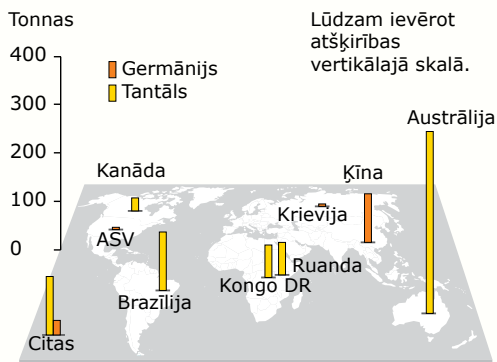 Tonnas
Lūdzam ievērot
atšķirības
vertikālajā skalā.
400
300
200
100
0
Germānijs
Tantāls
Austrālija
Kanāda
Ķīna
Krievija
ASV
Ruanda
Kongo DR
Brazīlija
Citas